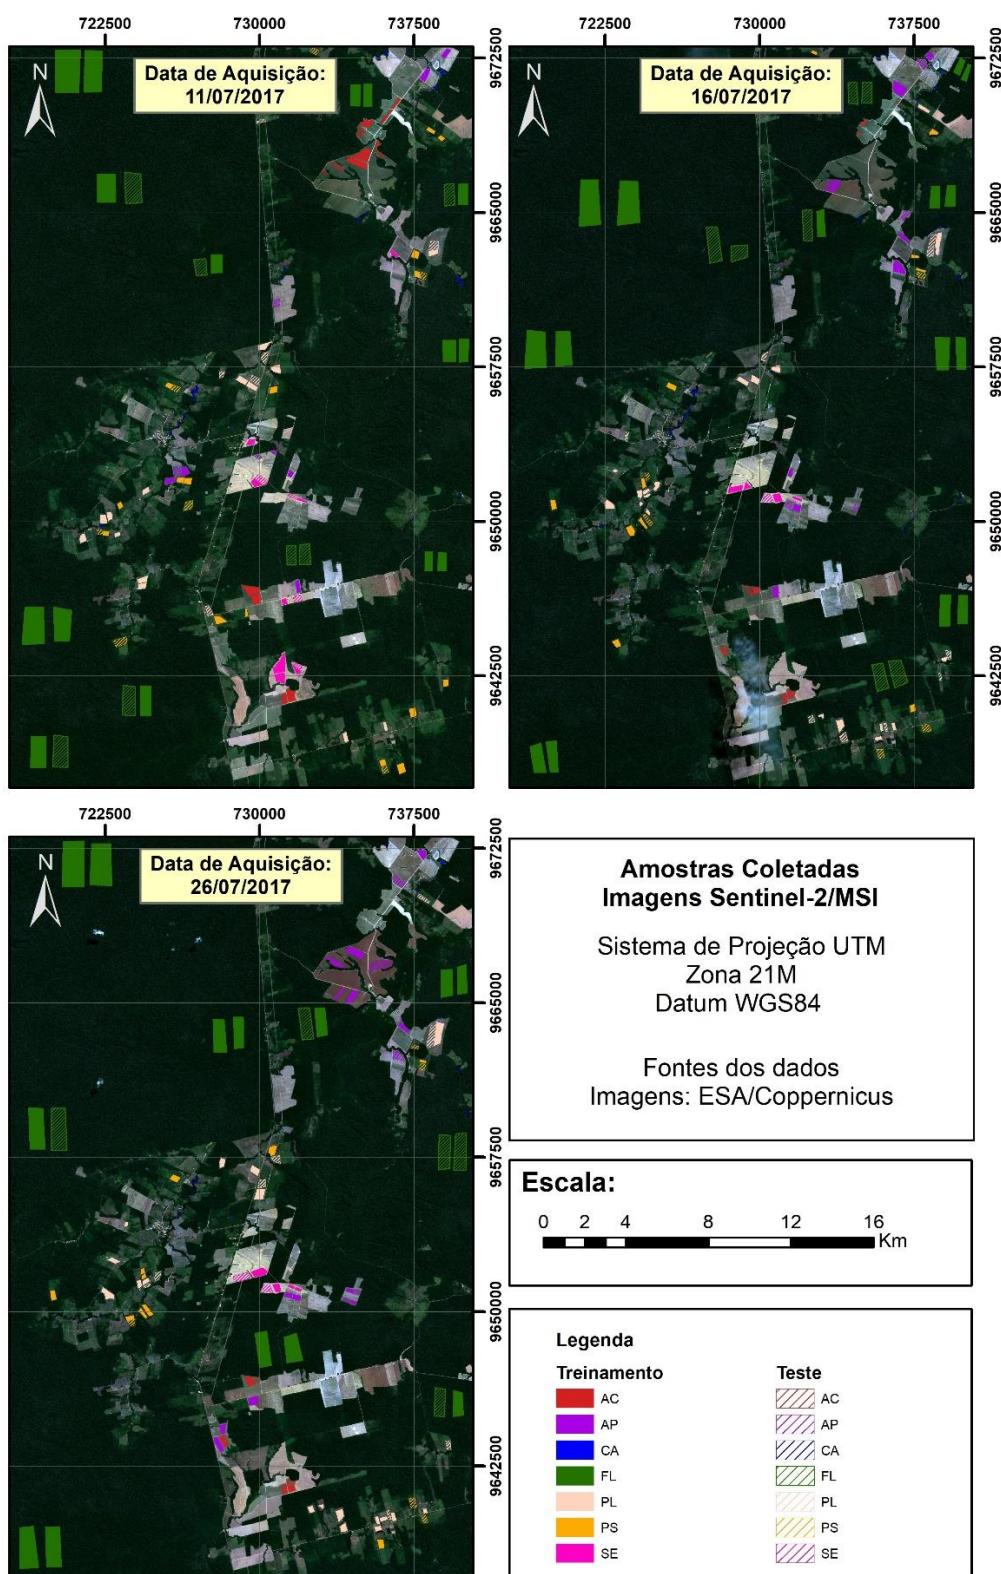 722500 730000 737500
722500 730000 737500
N
Data de Aquisição:
11/07/2017
9672500
9665000
9657500
9650000
9642500
N
Data de Aquisição:
16/07/2017
9672500
9665000
9657500
9650000
9642500
722500 730000 737500
N
Data de Aquisição:
26/07/2017
9672500
9665000
9657500
9650000
9642500
Amostras Coletadas
Imagens Sentinel-2/MSI
Sistema de Projeção UTM
Zona 21M
Datum WGS84
Fontes dos dados
Imagens: ESA/Coppernicus
Escala:
0 2 4 8 12 16
Km
Legenda
Treinamento Teste
AC AC
AP AP
CA CA
FL FL
PL PL
PS PS
SE SE